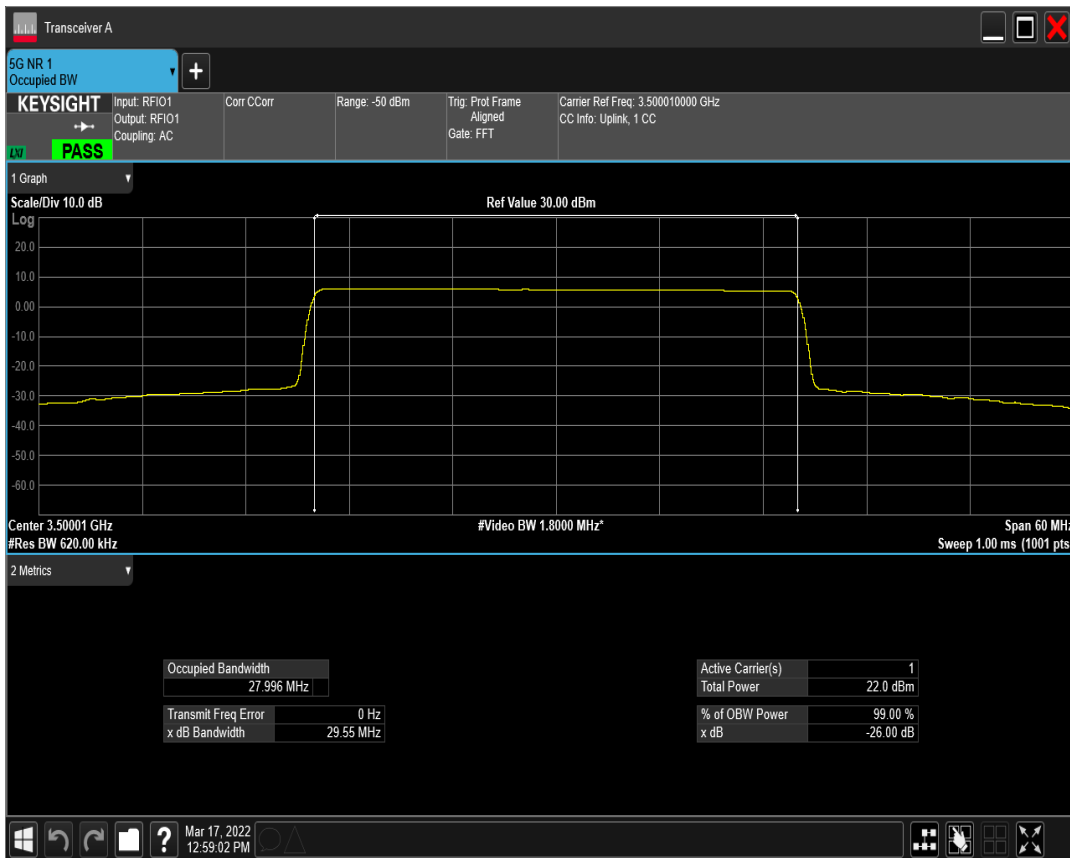 Transceiver A
5G NR 1
Occupied BW
KEYSIGHT
LXI
PASS
Input: RFIO1
Output: RFIO1
Coupling: AC
Corr CCorr
Range: -50 dBm
Trig: Prot Frame
Aligned
Gate: FFT
Carrier Ref Freq: 3.500010000 GHz
CC Info: Uplink, 1 CC
1 Graph
Scale/Div 10.0 dB
Ref Value 30.00 dBm
Log
20.0
10.0
0.00
-10.0
-20.0
-30.0
-40.0
-50.0
-60.0
Center 3.50001 GHz
#Video BW 1.8000 MHz*
Span 60 MHz
#Res BW 620.00 kHz
Sweep 1.00 ms (1001 pts
2 Metrics
Occupied Bandwidth
27.996 MHz
Transmit Freq Error 0 Hz
x dB Bandwidth 29.55 MHz
Active Carrier(s) 1
Total Power 22.0 dBm
% of OBW Power 99.00 %
x dB -26.00 dB
?
Mar 17, 2022
12:59:02 PM